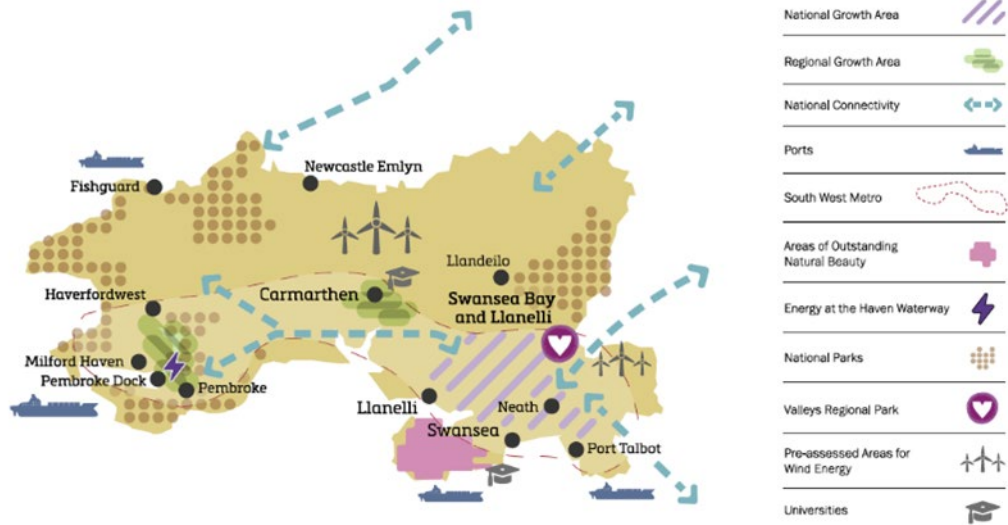 Newcastle Emlyn
Fishguard
Llandeilo
Haverfordwest
Carmarthen
Swansea Bay
and Llanelli
Milford Haven
Pembroke Dock
Pembroke
Llanelli
Neath
Swansea
Port Talbot
National Growth Area
Regional Growth Area
National Connectivity
Ports
South West Metro
Areas of Outstanding
Natural Beauty
Energy at the Haven Waterway
National Parks
Valleys Regional Park
Pre-assessed Areas for
Wind Energy
Universities